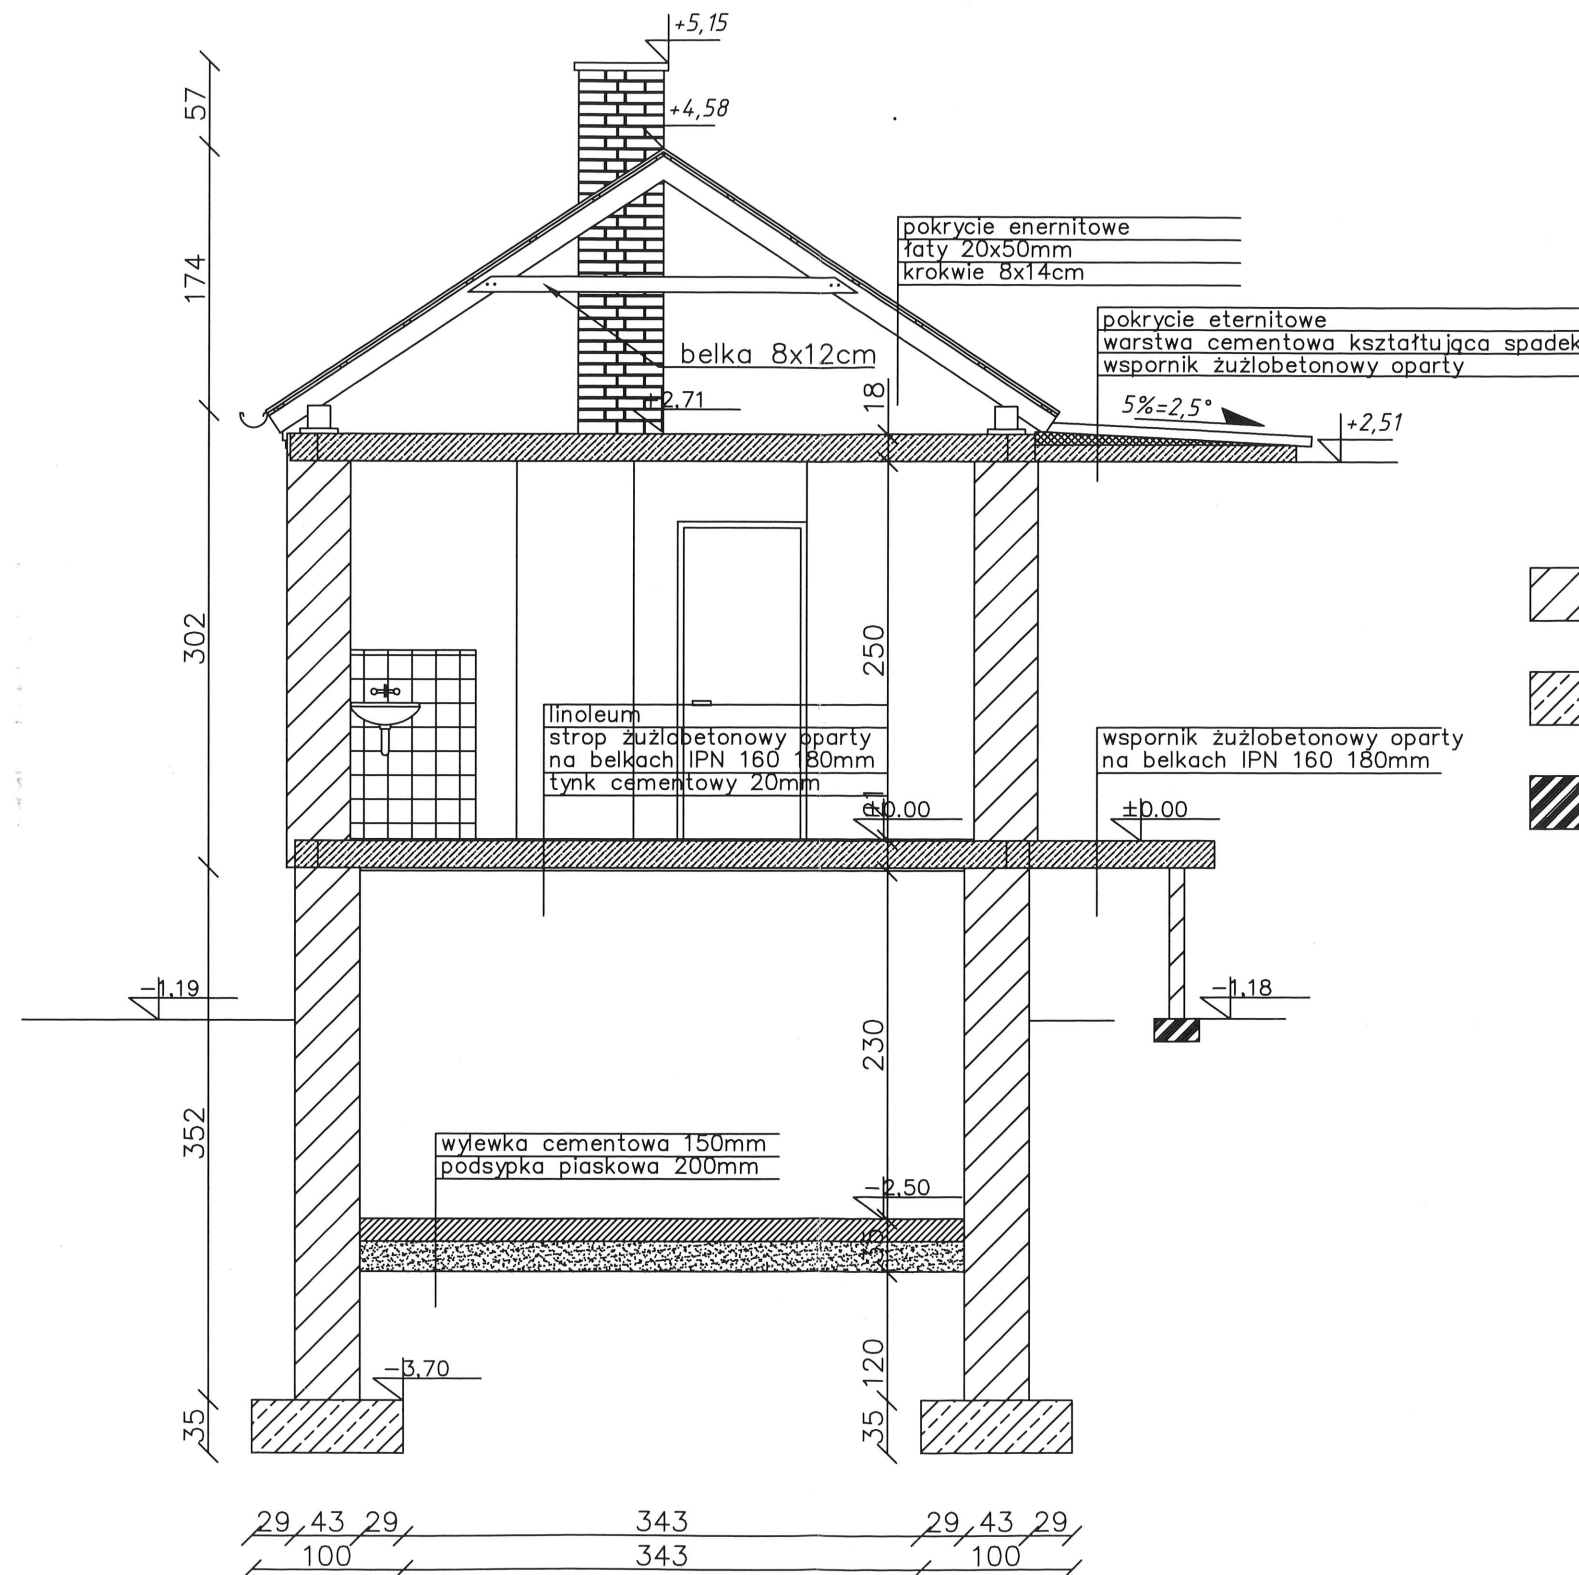 +5,15
57
+4,58
pokrycie enernitowe
łaty 20x50mm
krokwie 8x14cm
174
pokrycie eternitowe
warstwa cementowa kształtująca spadek
wspornik żużlobetonowy oparty
belka 8x12cm
18
+2,71
5%=2,5°
+2,51
302
250
linoleum
strop żużlobetonowy oparty
na belkach IPN 160 180mm
tynk cementowy 20mm
wspornik żużlobetonowy oparty
na belkach IPN 160 180mm
±0.00
±0.00
-1,19
-1,18
230
352
wylewka cementowa 150mm
podsypka piaskowa 200mm
-2,50
35
-3,70
120
35
35
29 43 29 343 29 43 29
100 343 100